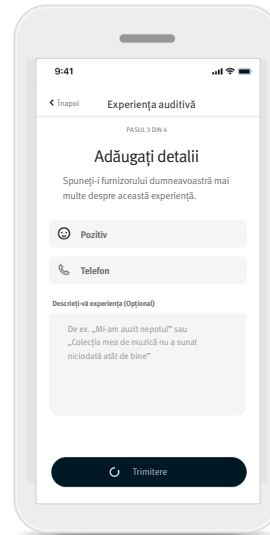 9:41
Înapoi
Experiența auditivă
PASUL 3 DIN 4
Adăugați detalii
Spuneți-i furnizorului dumneavoastră mai
multe despre această experiență.
Pozitiv
Telefon
Descrieți-vă experiența (Opțional)
De ex. „Mi-am auzit nepotul” sau
„Colecția mea de muzică nu a sunat
niciodată atât de bine”
Trimitere